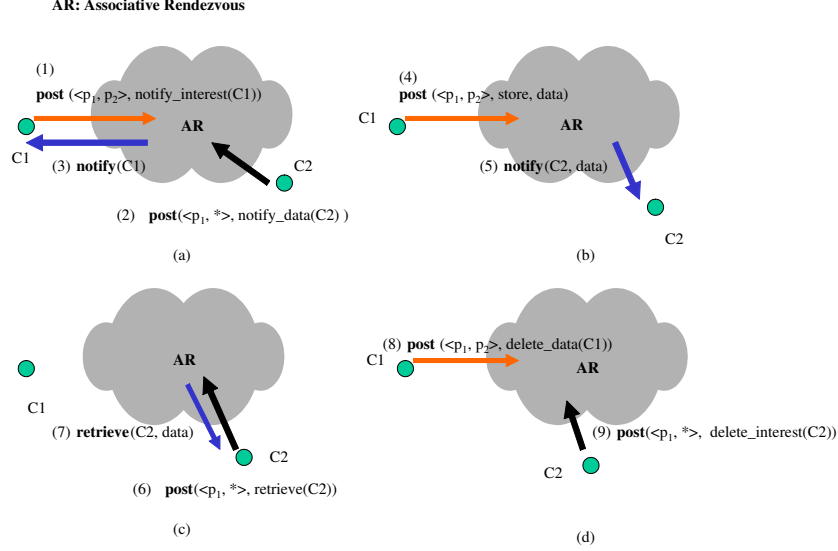 AR: Associative Rendezvous
(1)
post (<p₁, p₂>, notify_interest(C1))
AR
C1
(3) notify(C1)
C2
(2) post(<p₁, *>, notify_data(C2) )
(a)
(4)
post (<p₁, p₂>, store, data)
C1
AR
(5) notify(C2, data)
C2
(b)
AR
C1
(7) retrieve(C2, data)
C2
(6) post(<p₁, *>, retrieve(C2))
(c)
(8) post (<p₁, p₂>, delete_data(C1))
C1
AR
(9) post(<p₁, *>, delete_interest(C2))
C2
(d)